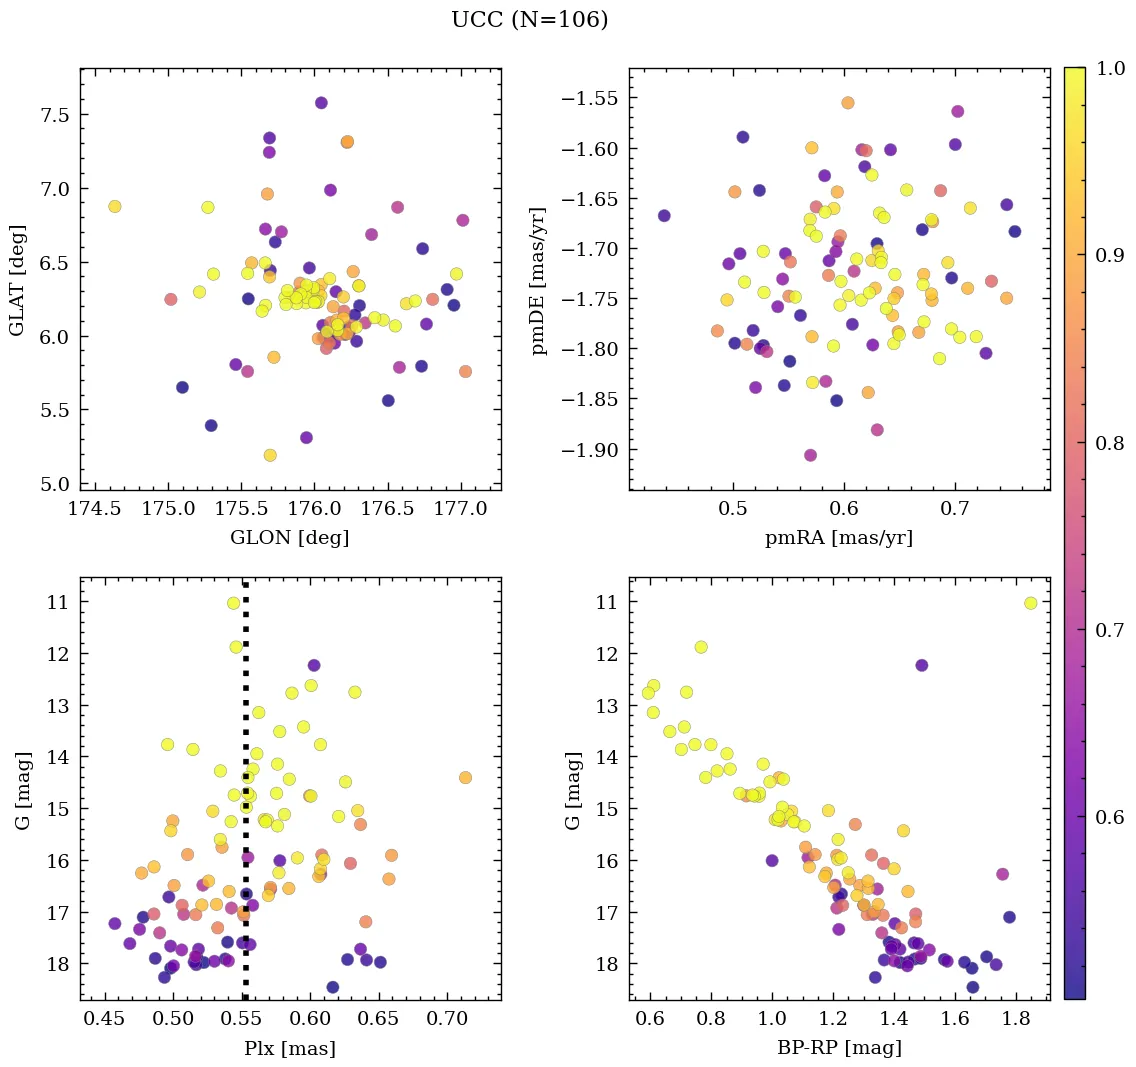 UCC (N=106)
7.5
7.0
6.5
6.0
5.5
5.0
GLAT [deg]
174.5 175.0 175.5 176.0 176.5 177.0
GLON [deg]
−1.55
−1.60
−1.65
−1.70
−1.75
−1.80
−1.85
−1.90
pmDE [mas/yr]
0.5 0.6 0.7
pmRA [mas/yr]
1.0
0.9
0.8
0.7
0.6
11
12
13
14
15
16
17
18
G [mag]
0.45 0.50 0.55 0.60 0.65 0.70
Plx [mas]
11
12
13
14
15
16
17
18
G [mag]
0.6 0.8 1.0 1.2 1.4 1.6 1.8
BP-RP [mag]